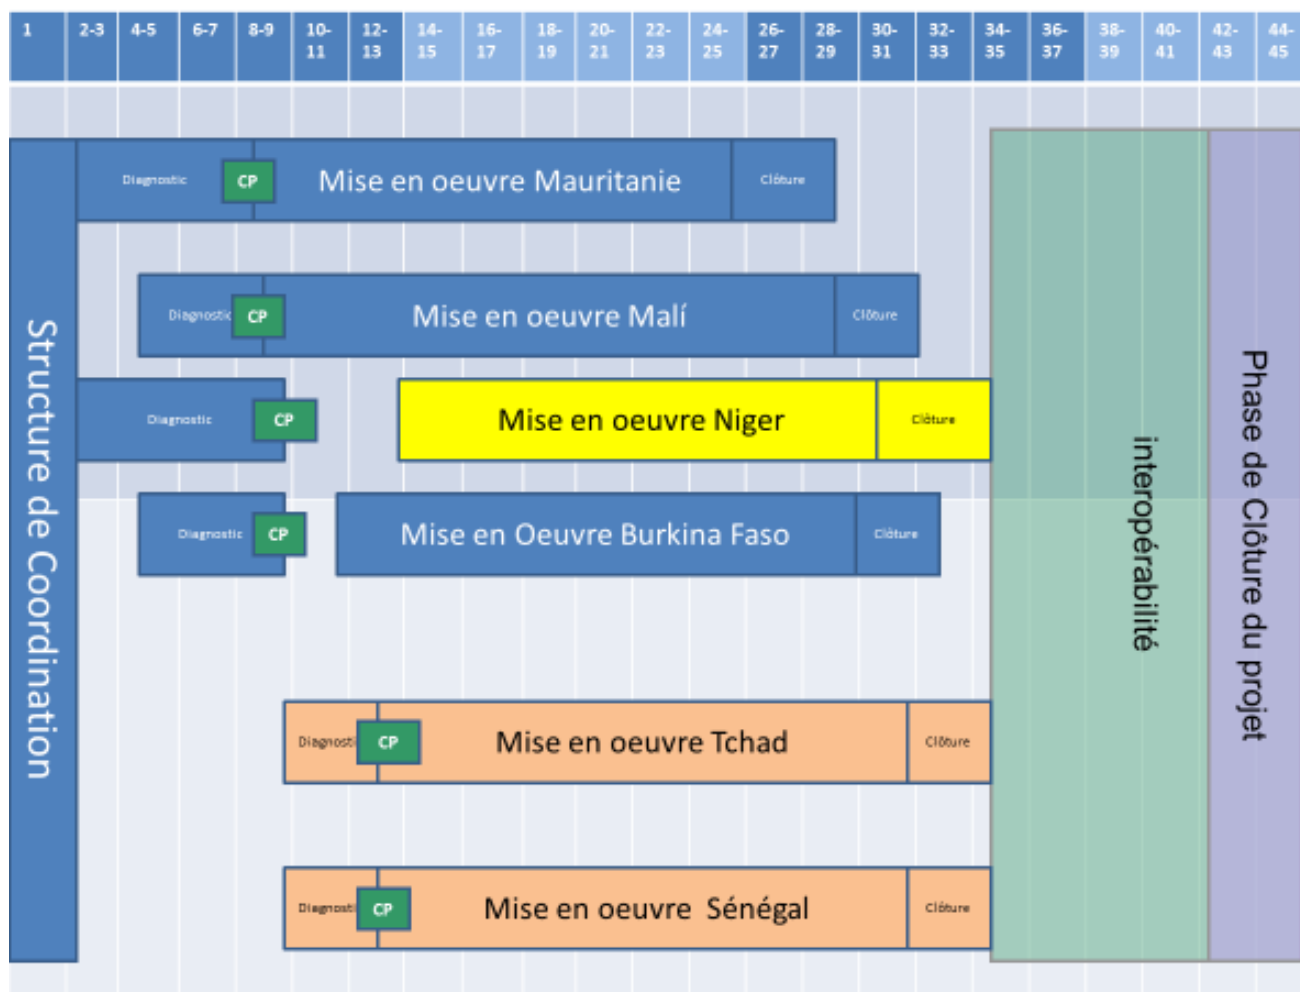 1 2-3 4-5 6-7 8-9 10-11 12-13 14-15 16-17 18-19 20-21 22-23 24-25 26-27 28-29 30-31 32-33 34-35 36-37 38-39 40-41 42-43 44-45
Structure de Coordination
Diagnostic CP Mise en oeuvre Mauritanie Clôture
Diagnostic CP Mise en oeuvre Malí Clôture
Diagnostic CP Mise en oeuvre Niger Clôture
Diagnostic CP Mise en Oeuvre Burkina Faso Clôture
Diagnosti CP Mise en oeuvre Tchad Clôture
Diagnosti CP Mise en oeuvre Sénégal Clôture
interopérabilité
Phase de Clôture du projet